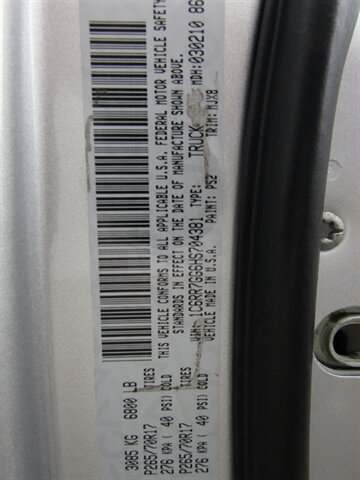 3085 KG 6800 LB
TIRES
P265/70R17
276 KPA ( 40 PSI) COLD
TIRES
P265/70R17
276 KPA ( 40 PSI) COLD
THIS VEHICLE CONFORMS TO ALL
APPLICABLE U.S.A. FEDERAL MOTOR VEHICLE SAFETY
STANDARDS IN EFFECT ON THE DATE OF MANUFACTURE SHOWN ABOVE.
VIN: 1C6RR7GG6HS704381 TYPE: TRUCK MDH: 030210 86
VEHICLE MADE IN U.S.A. PAINT: PS2 TRIM: MJX8